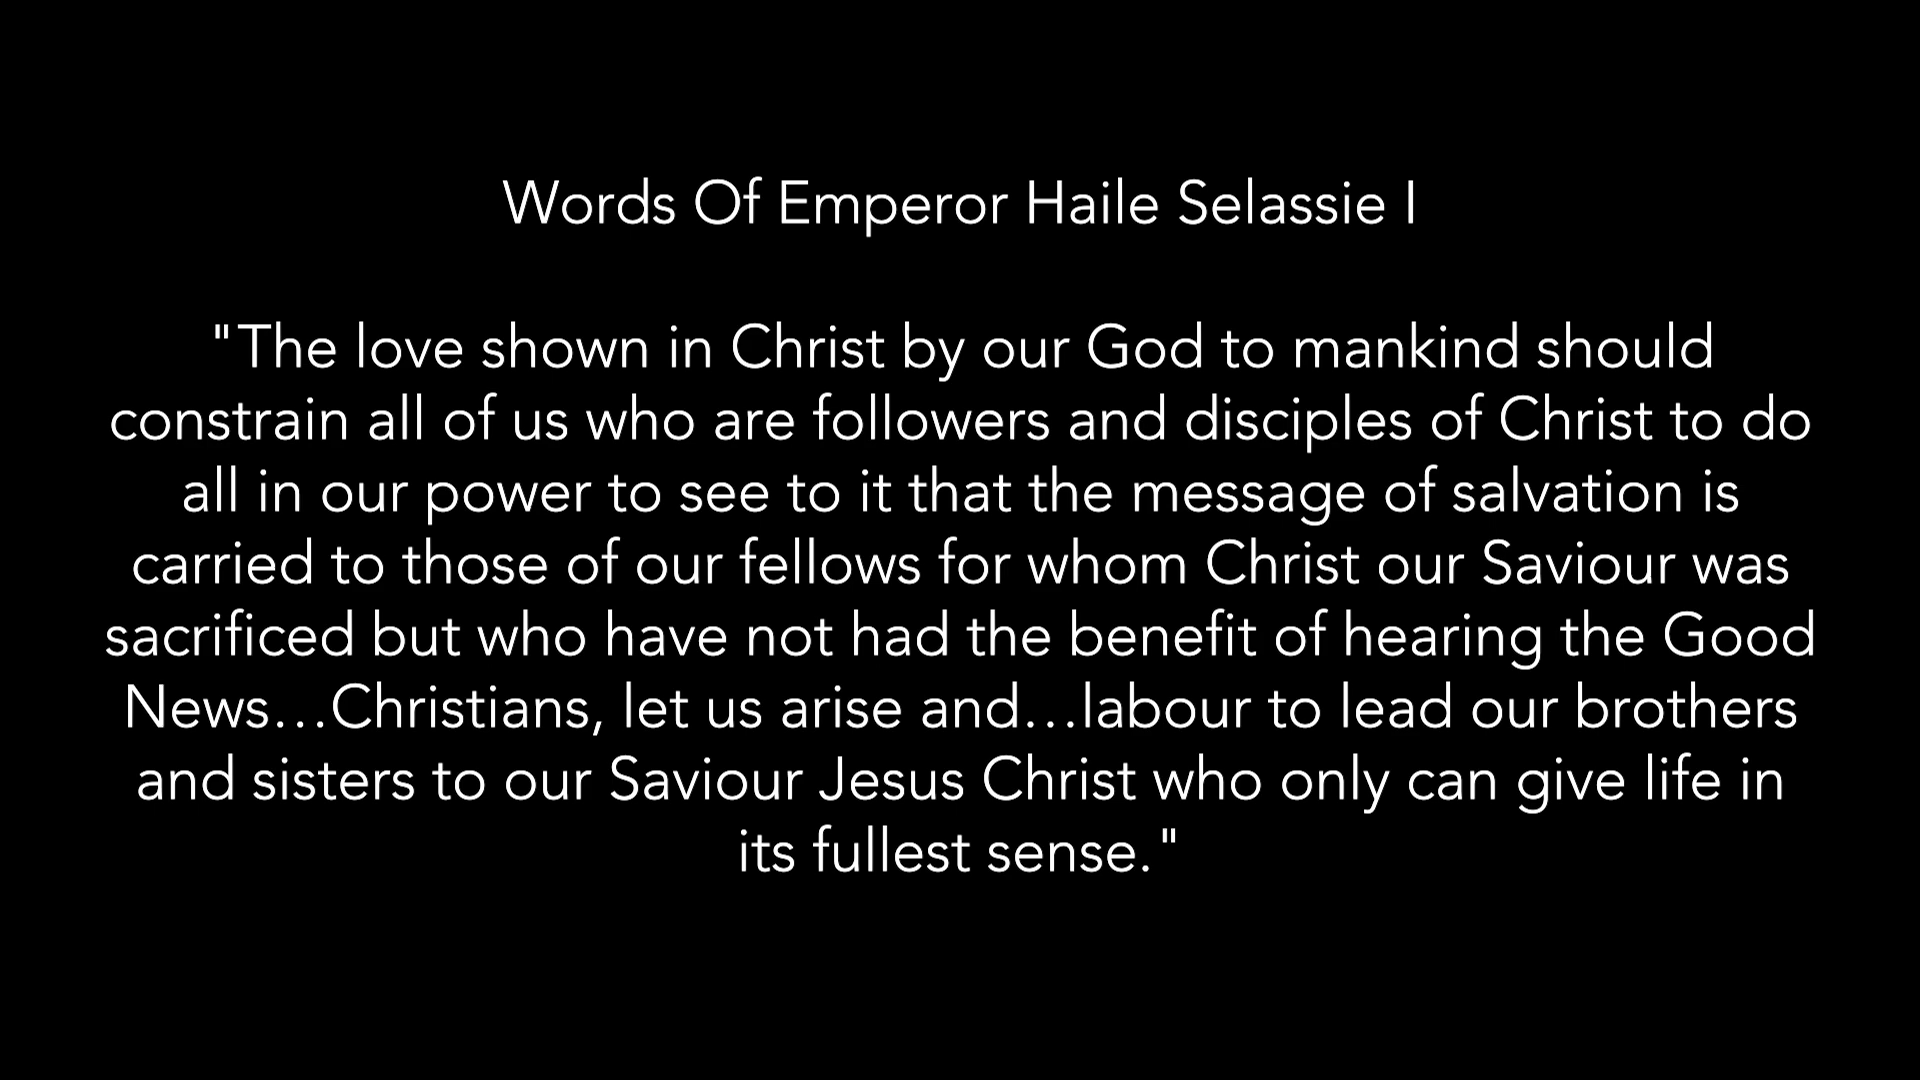 Words Of Emperor Haile Selassie I
"The love shown in Christ by our God to mankind should
constrain all of us who are followers and disciples of Christ to do
all in our power to see to it that the message of salvation is
carried to those of our fellows for whom Christ our Saviour was
sacrificed but who have not had the benefit of hearing the Good
News…Christians, let us arise and…labour to lead our brothers
and sisters to our Saviour Jesus Christ who only can give life in
its fullest sense."